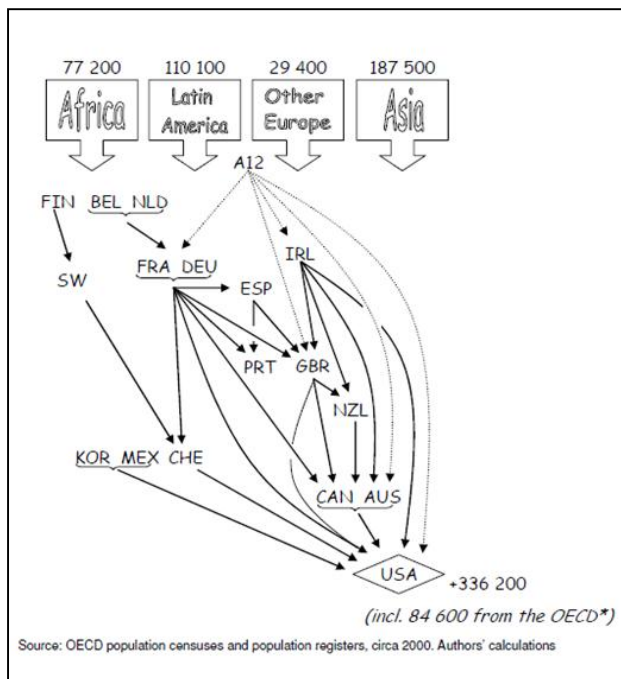 77 200 110 100 29 400 187 500
Africa Latin America Other Europe Asia
A12
FIN BEL NLD
IRL
FRA DEU
SW
ESP
PRT GBR
NZL
KOR MEX CHE
CAN AUS
USA
+336 200
(incl. 84 600 from the OECD*)
Source: OECD population censuses and population registers, circa 2000. Authors' calculations